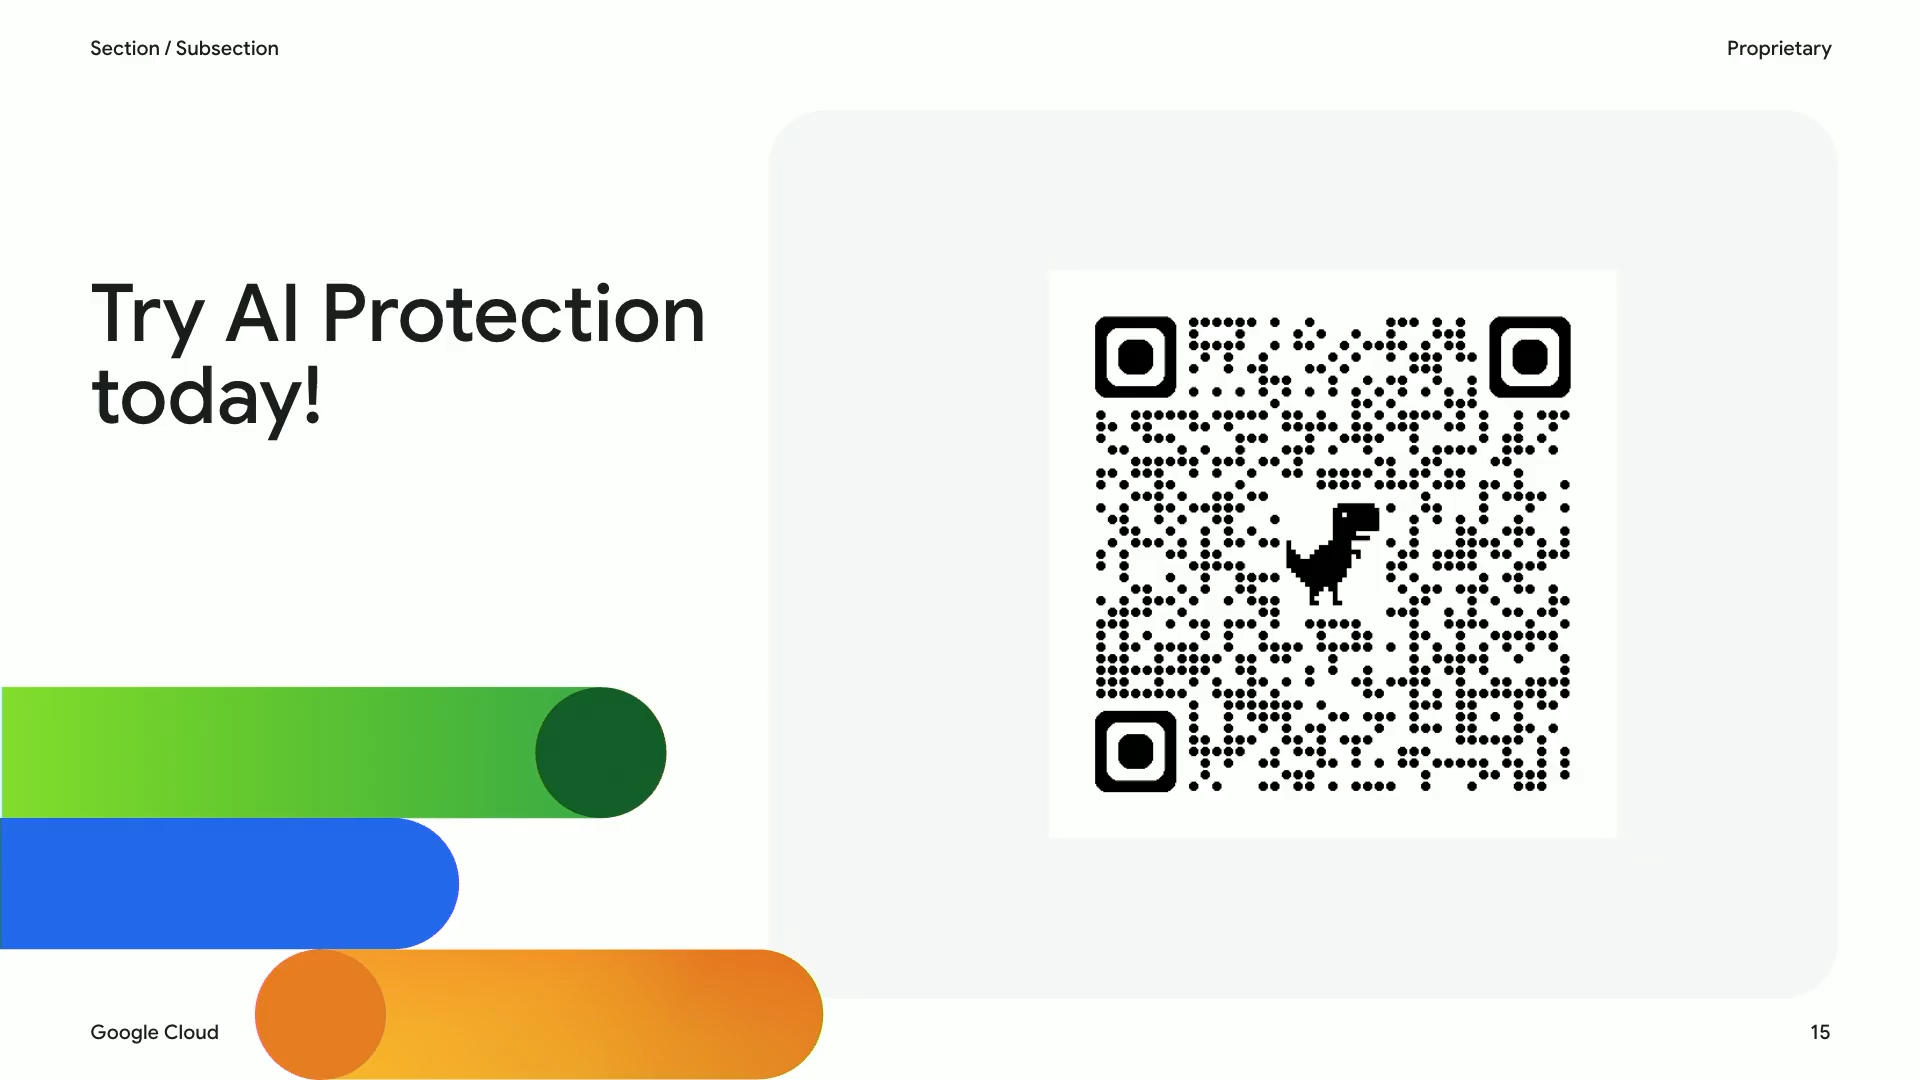 Section / Subsection
Proprietary
Try AI Protection
today!
Google Cloud
15